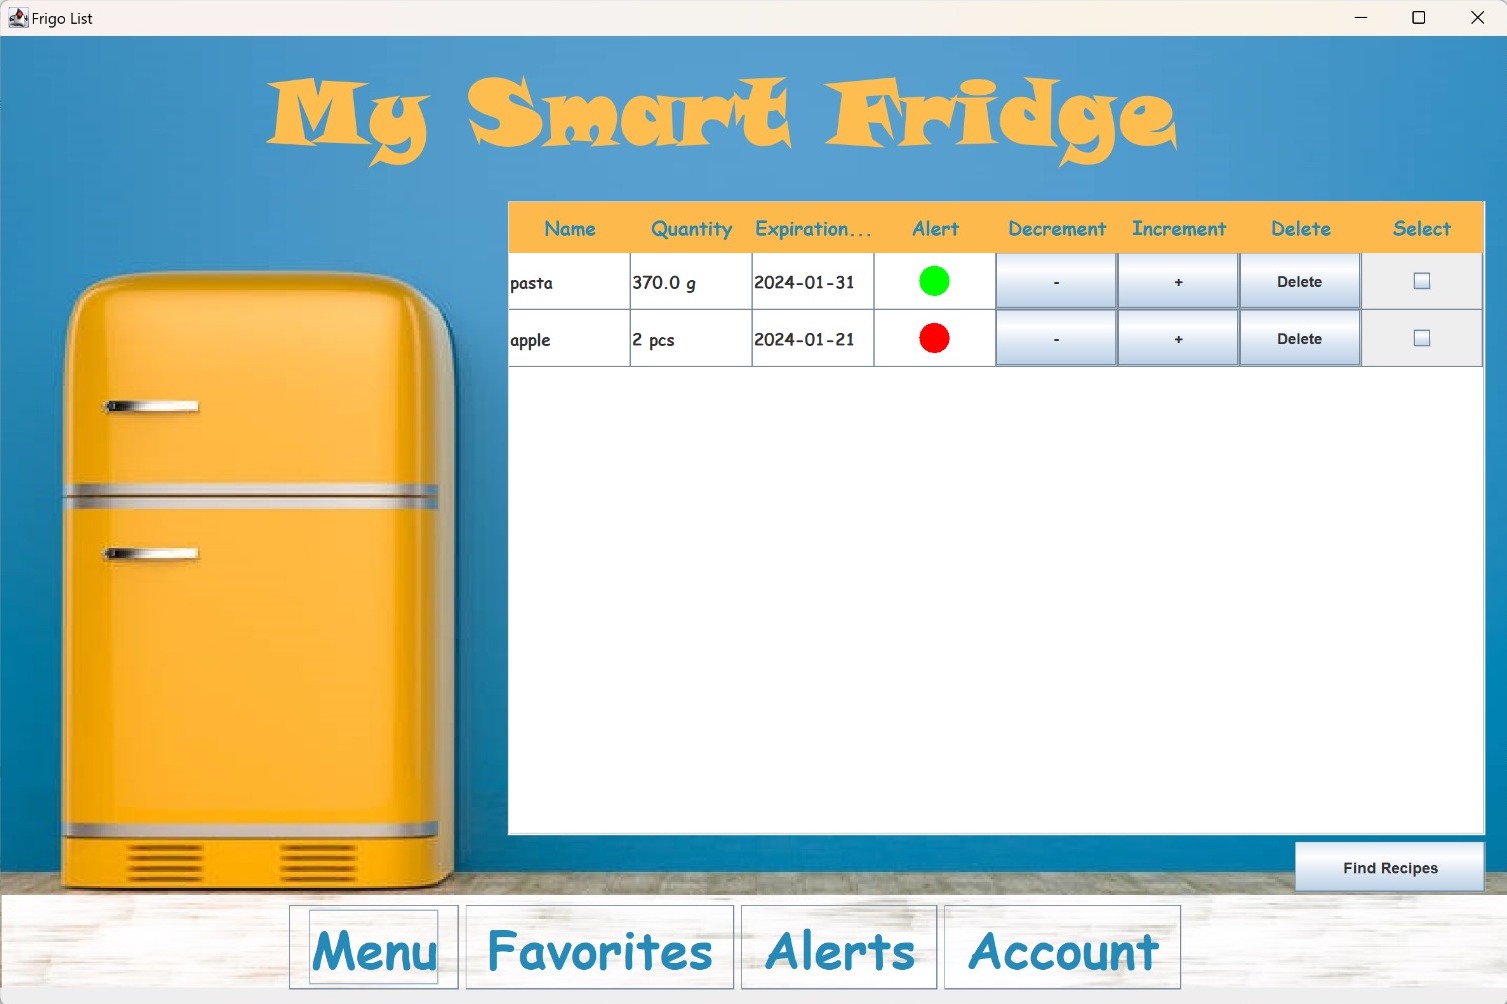 Frigo List
My Smart Fridge
Name Quantity Expiration... Alert Decrement Increment Delete Select
pasta 370.0 g 2024-01-31 - + Delete
apple 2 pcs 2024-01-21 - + Delete
Find Recipes
Menu Favorites Alerts Account